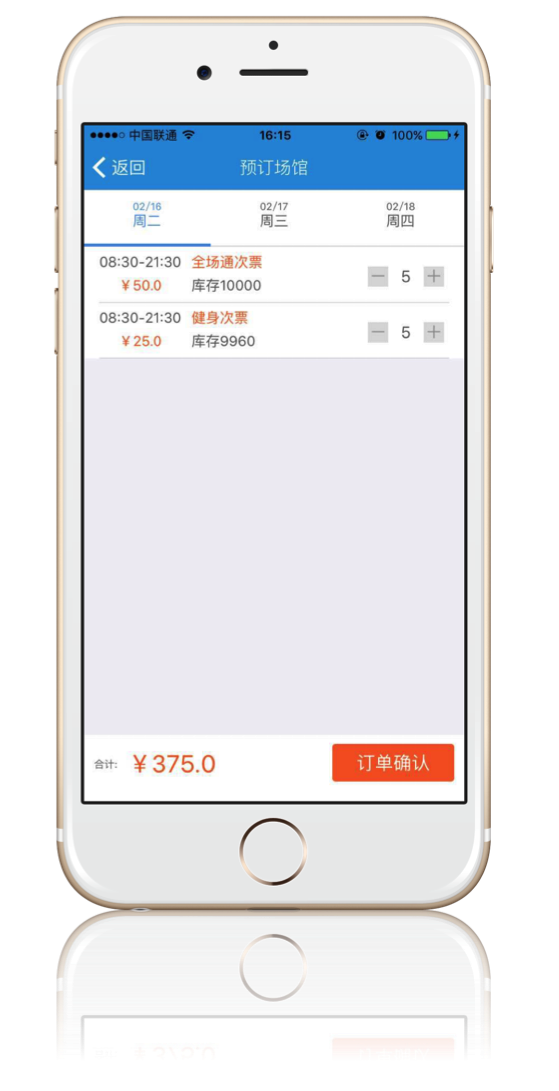 中国联通 16:15 100%
返回 预订场馆
02/16 02/17 02/18
周二 周三 周四
08:30-21:30 全场通次票
¥50.0 库存10000 5
08:30-21:30 健身次票
¥25.0 库存9960 5
合计: ¥375.0 订单确认